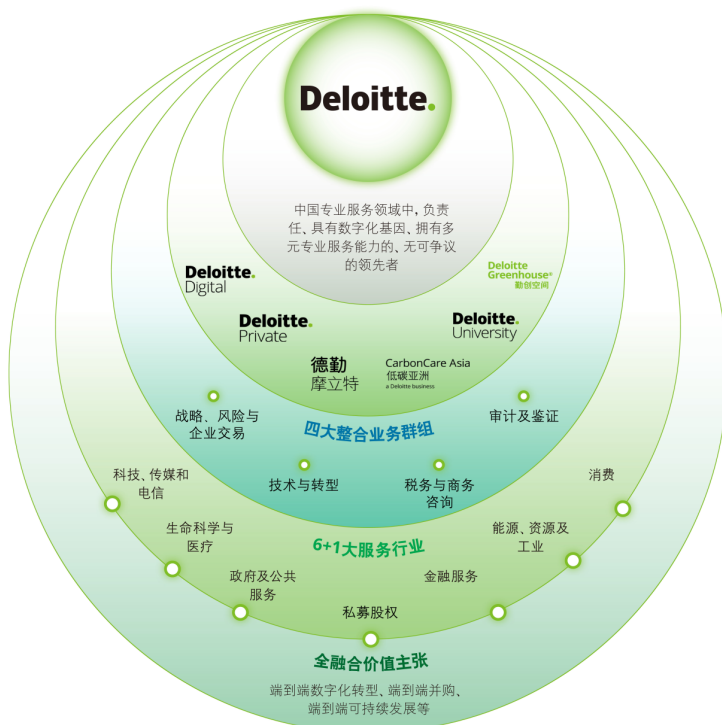 Deloitte.
中国专业服务领域中，负责
任、具有数字化基因、拥有多
元专业服务能力的、无可争议
的领先者
Deloitte.
Digital
Deloitte
Greenhouse®
勤创空间
Deloitte.
Private
Deloitte.
University
德勤
摩立特
CarbonCare Asia
低碳亚洲
a Deloitte business
战略、风险与
企业交易
四大整合业务群组
审计及鉴证
技术与转型
税务与商务
咨询
科技、传媒和
电信
消费
生命科学与
医疗
6+1大服务行业
能源、资源及
工业
政府及公共
服务
金融服务
私募股权
全融合价值主张
端到端数字化转型、端到端并购、
端到端可持续发展等